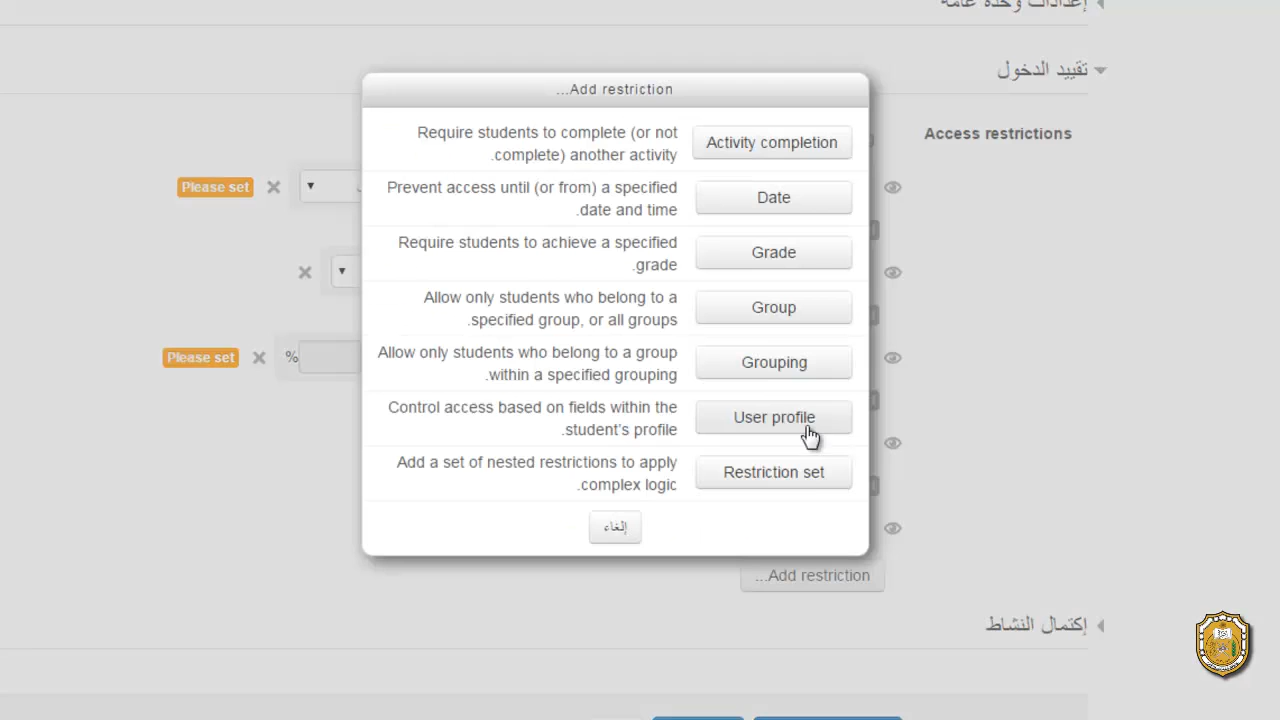 إعدادات وحدة عامة
تقييد الدخول
Access restrictions
Please set
Please set
%
Add restriction...
Activity completion
Require students to complete (or not
complete) another activity.
Date
Prevent access until (or from) a specified
date and time.
Grade
Require students to achieve a specified
grade.
Group
Allow only students who belong to a
specified group, or all groups.
Grouping
Allow only students who belong to a group
within a specified grouping.
User profile
Control access based on fields within the
student's profile.
Restriction set
Add a set of nested restrictions to apply
complex logic.
إلغاء
Add restriction...
إكتمال النشاط